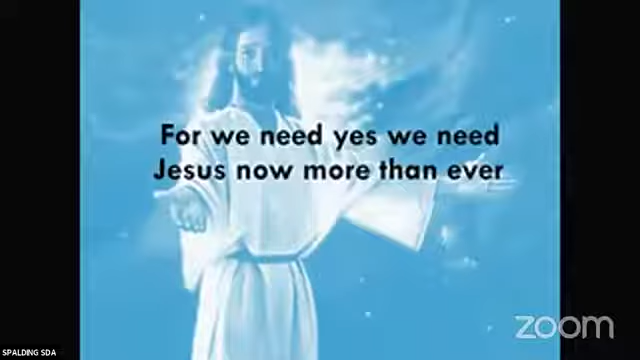 For we need yes we need
Jesus now more than ever
zoom
SPALDING SDA